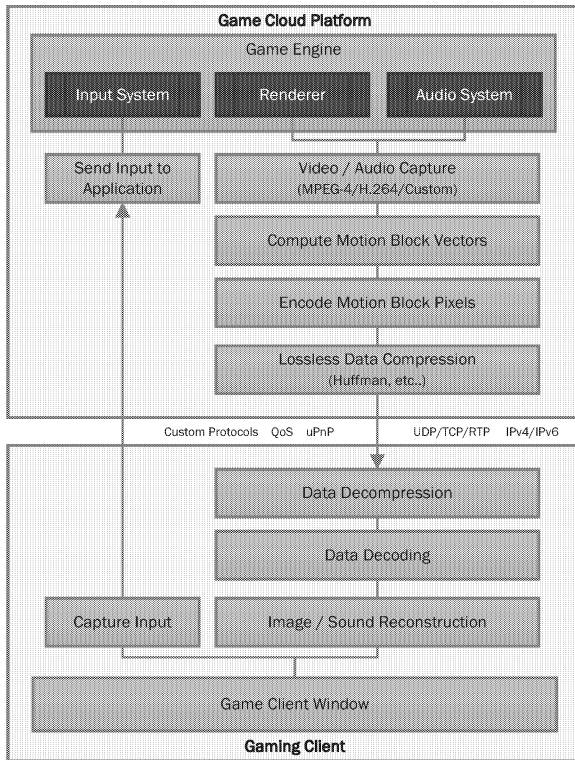 Game Cloud Platform
Game Engine
Input System
Renderer
Audio System
Send Input to
Application
Video / Audio Capture
(MPEG-4/H.264/Custom)
Compute Motion Block Vectors
Encode Motion Block Pixels
Lossless Data Compression
(Huffman, etc..)
Custom Protocols QoS uPnP UDP/TCP/RTP IPv4/IPv6
Data Decompression
Data Decoding
Capture Input
Image / Sound Reconstruction
Game Client Window
Gaming Client